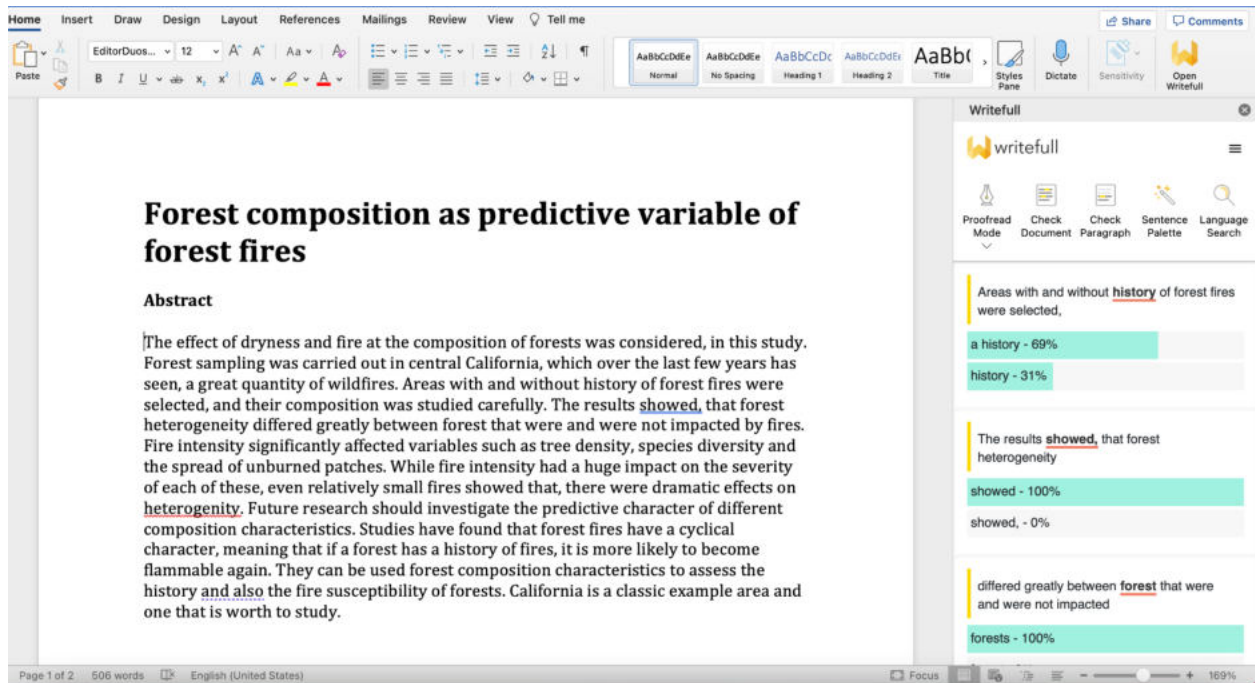 Home Insert Draw Design Layout References Mailings Review View Tell me
Share Comments
Paste
EditorDuos... 12 A^ A˅ Aa A
B I U ab x, x' A A
AaBbCcDdEe
Normal
AaBbCcDdEe
No Spacing
AaBbCcDc
Heading 1
AaBbCcDdEe
Heading 2
AaBb(
Title
Styles
Pane
Dictate
Sensitivity
Open
Writefull
Forest composition as predictive variable of
forest fires
Abstract
The effect of dryness and fire at the composition of forests was considered, in this study.
Forest sampling was carried out in central California, which over the last few years has
seen, a great quantity of wildfires. Areas with and without history of forest fires were
selected, and their composition was studied carefully. The results showed, that forest
heterogeneity differed greatly between forest that were and were not impacted by fires.
Fire intensity significantly affected variables such as tree density, species diversity and
the spread of unburned patches. While fire intensity had a huge impact on the severity
of each of these, even relatively small fires showed that, there were dramatic effects on
heterogenity. Future research should investigate the predictive character of different
composition characteristics. Studies have found that forest fires have a cyclical
character, meaning that if a forest has a history of fires, it is more likely to become
flammable again. They can be used forest composition characteristics to assess the
history and also the fire susceptibility of forests. California is a classic example area and
one that is worth to study.
Writefull
writefull
Proofread
Mode
Check
Document
Check
Paragraph
Sentence
Palette
Language
Search
Areas with and without history of forest fires
were selected,
a history - 69%
history - 31%
The results showed, that forest
heterogeneity
showed - 100%
showed, - 0%
differed greatly between forest that were
and were not impacted
forests - 100%
Page 1 of 2 506 words English (United States)
Focus
169%